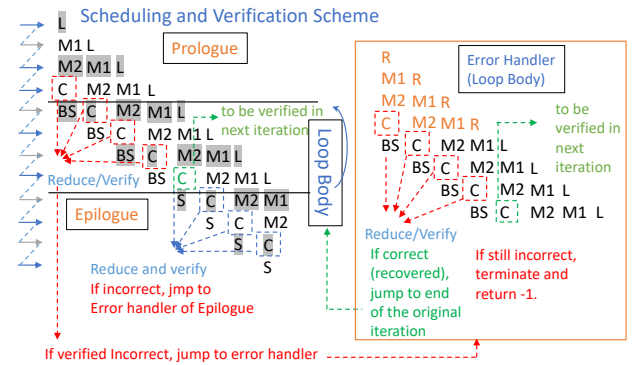 Scheduling and Verification Scheme
L
M1 L
M2 M1 L
C M2 M1 L
BS C M2 M1 L
BS C M2 M1 L
BS C M2 M1 L
BS C M2 M1 L
S C M2 M1
S C M2
S C
S
Prologue
to be verified in
next iteration
Loop Body
Reduce/Verify
Epilogue
Reduce and verify
If incorrect, jmp to
Error handler of Epilogue
If verified Incorrect, jump to error handler
Error Handler
(Loop Body)
R
M1 R
M2 M1 R
C M2 M1 R
BS C M2 M1 L
BS C M2 M1 L
BS C M2 M1 L
BS C M2 M1 L
to be
verified in
next
iteration
Reduce/Verify
If correct
(recovered),
jump to end
of the original
iteration
If still incorrect,
terminate and
return -1.